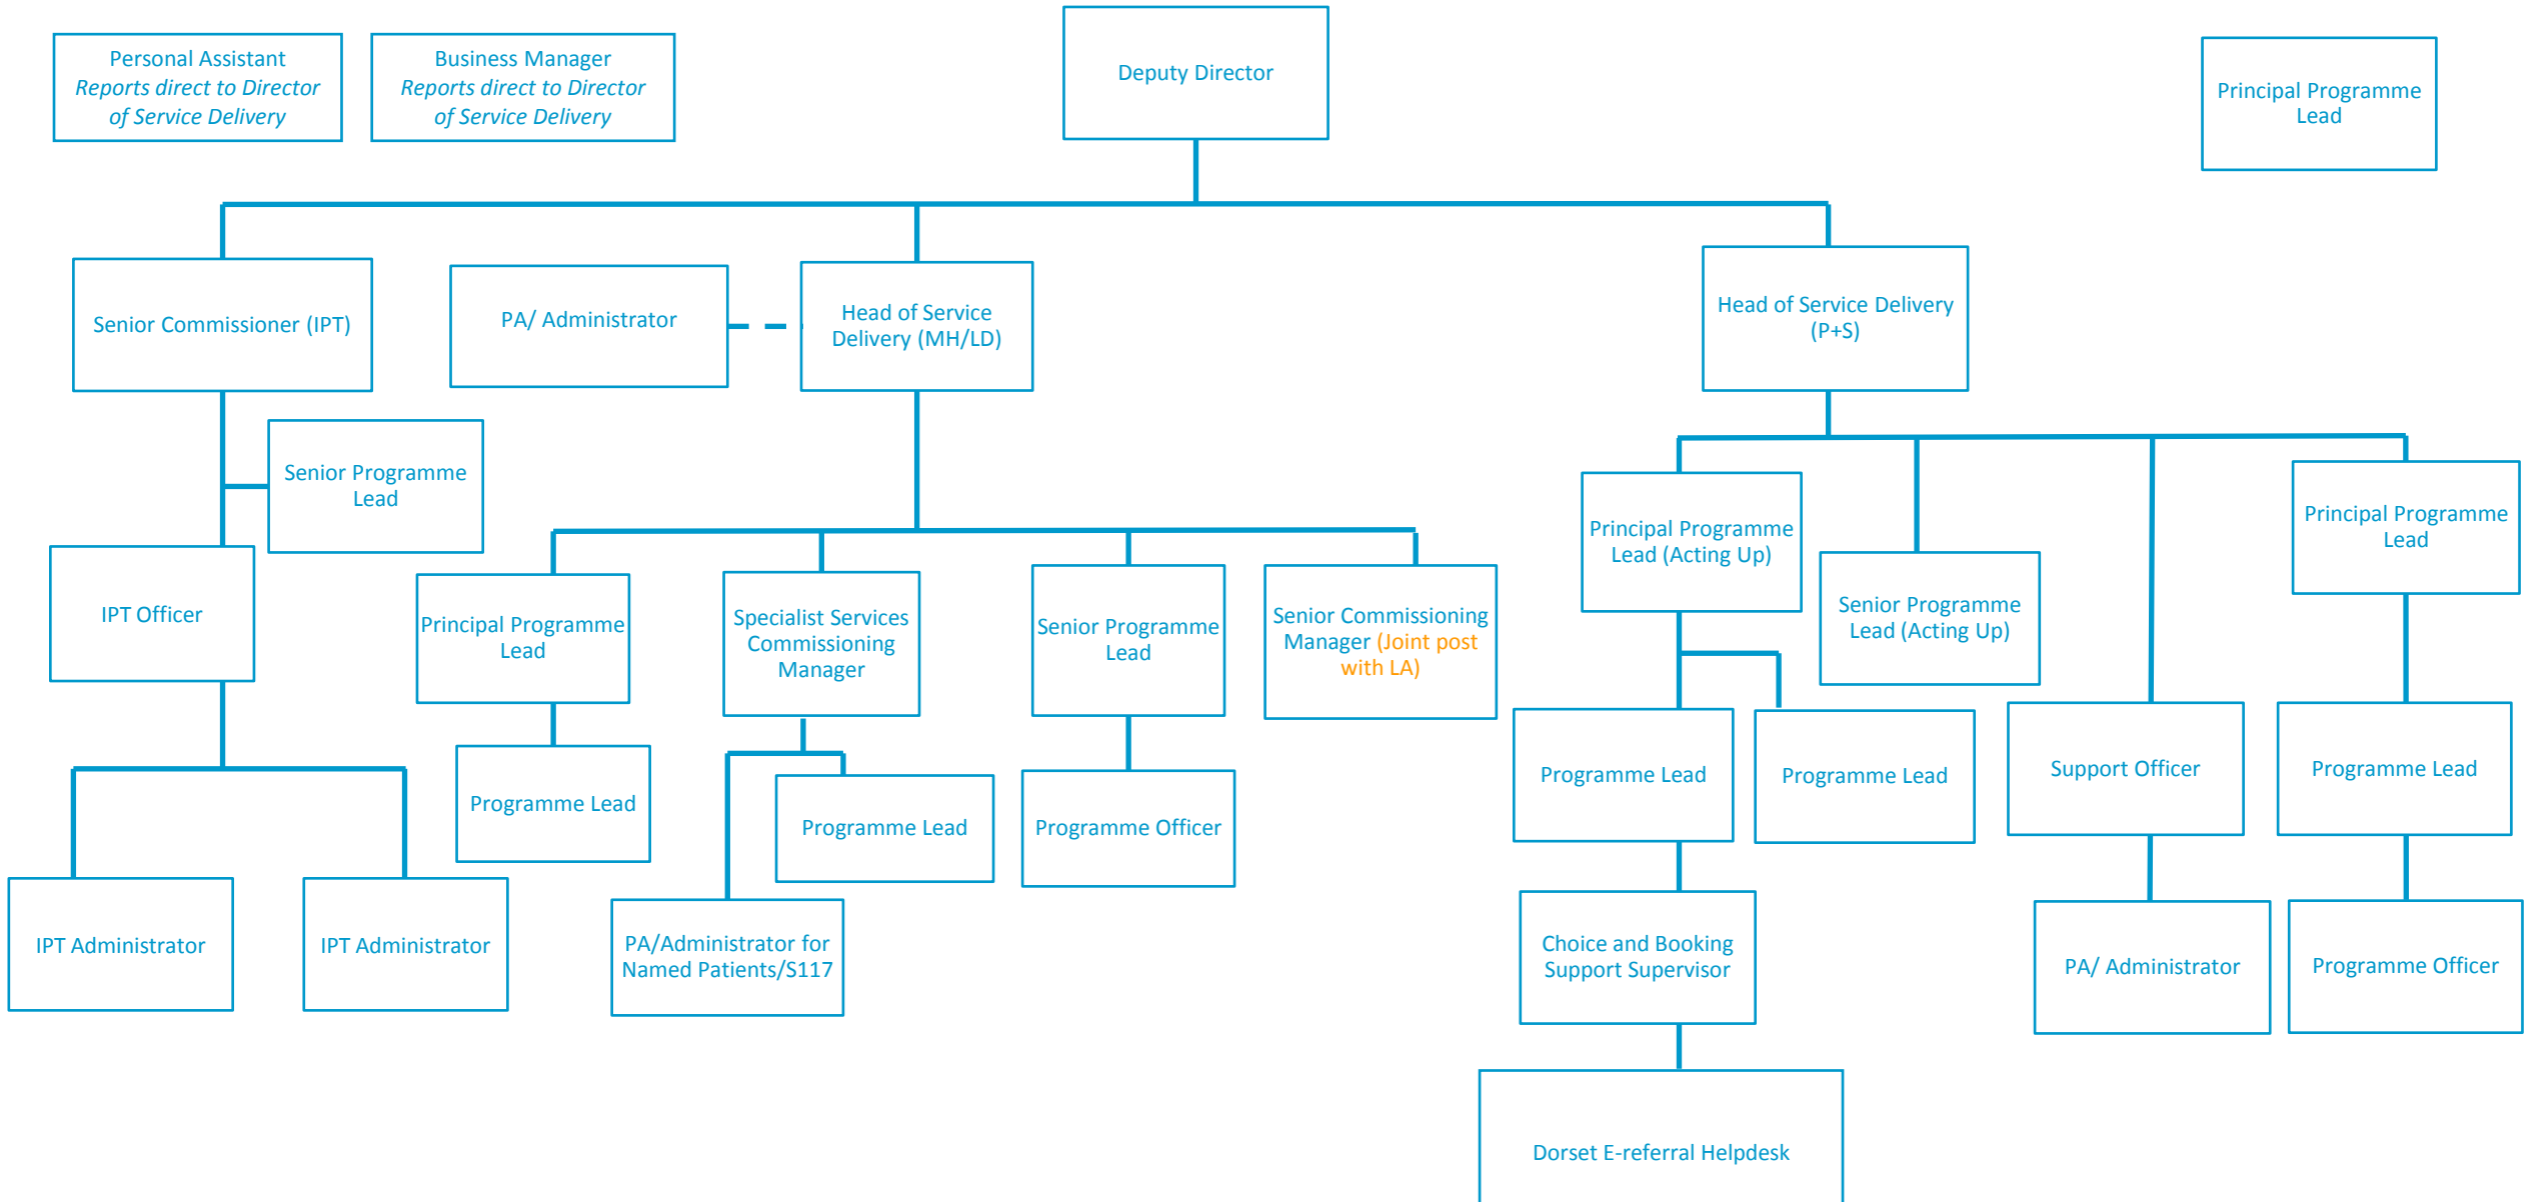 Personal Assistant
Reports direct to Director
of Service Delivery
Business Manager
Reports direct to Director
of Service Delivery
Deputy Director
Principal Programme
Lead
Senior Commissioner (IPT)
PA/ Administrator
Head of Service
Delivery (MH/LD)
Head of Service Delivery
(P+S)
Senior Programme
Lead
IPT Officer
IPT Administrator
IPT Administrator
Principal Programme
Lead
Programme Lead
Specialist Services
Commissioning
Manager
PA/Administrator for
Named Patients/S117
Programme Lead
Senior Programme
Lead
Programme Officer
Senior Commissioning
Manager (Joint post
with LA)
Principal Programme
Lead (Acting Up)
Programme Lead
Programme Lead
Choice and Booking
Support Supervisor
Dorset E-referral Helpdesk
Senior Programme
Lead (Acting Up)
Support Officer
PA/ Administrator
Principal Programme
Lead
Programme Lead
Programme Officer